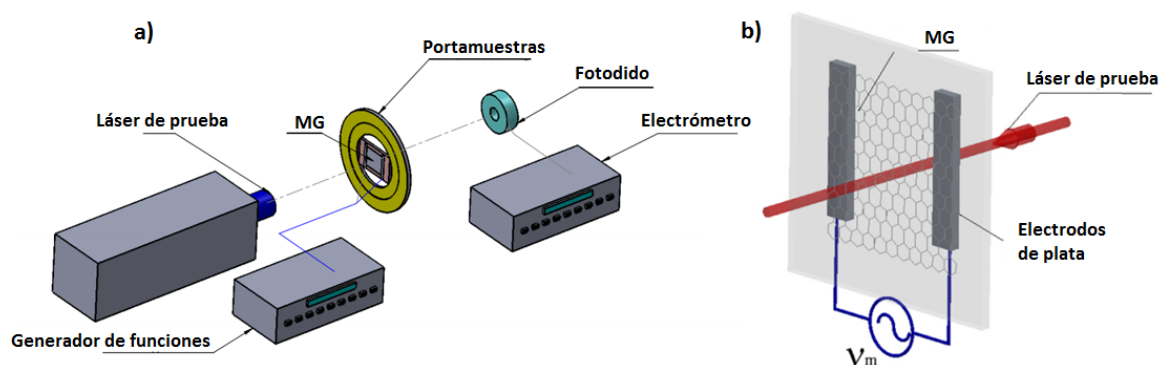 a)
Portamuestras
Fotodido
Láser de prueba
MG
Electrómetro
Generador de funciones
b)
MG
Láser de prueba
Electrodos
de plata
νm